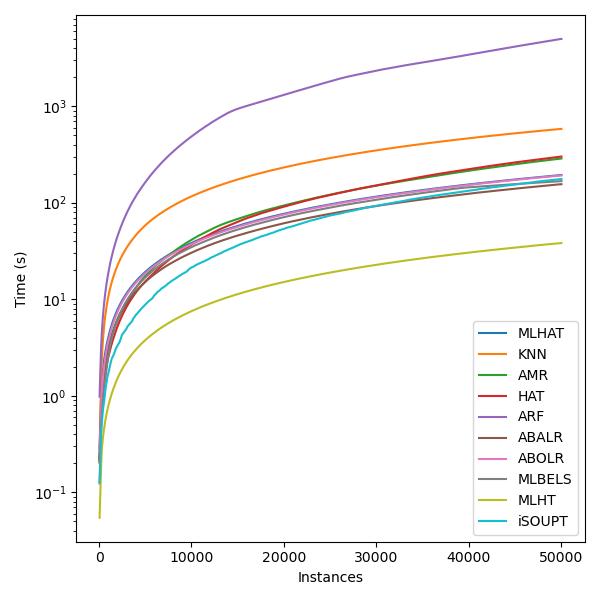 10³
10²
10¹
10⁰
10⁻¹
Time (s)
MLHAT
KNN
AMR
HAT
ARF
ABALR
ABOLR
MLBELS
MLHT
iSOUPT
0 10000 20000 30000 40000 50000
Instances